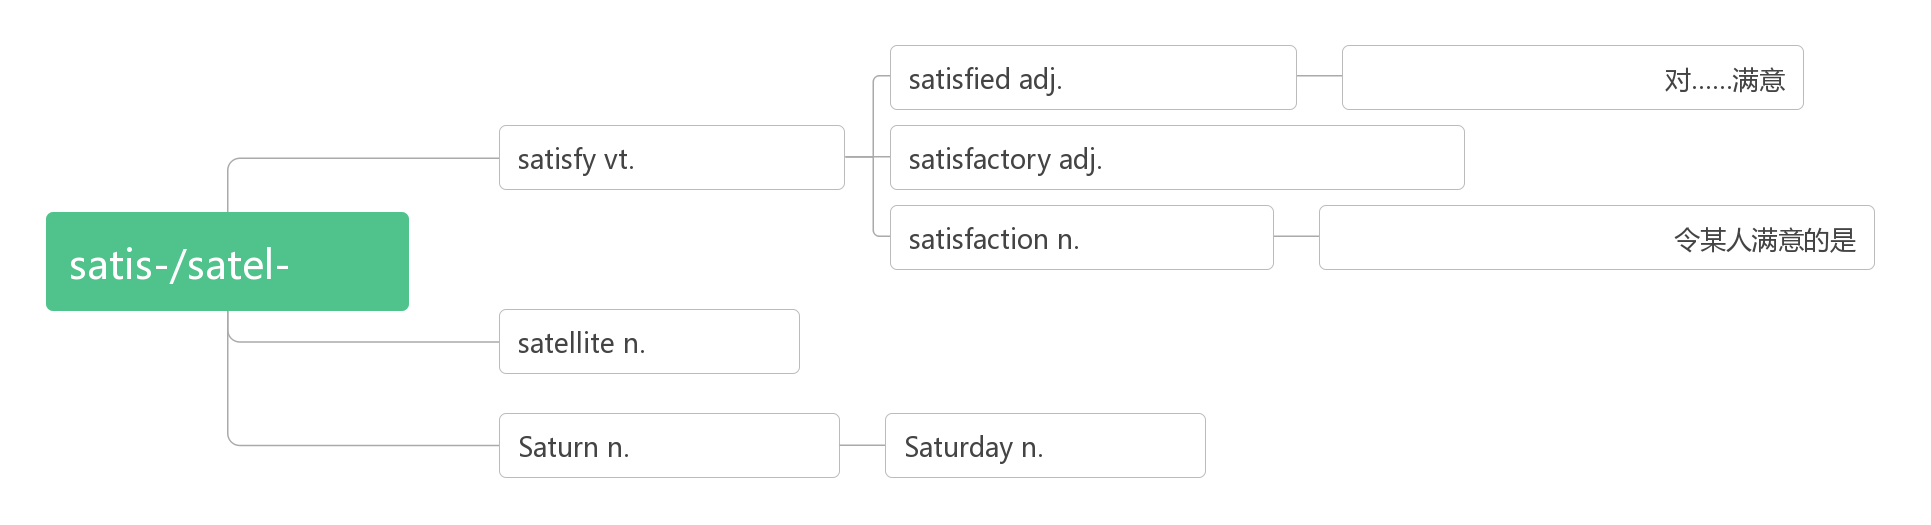 satis-/satel-
satisfy vt.
satisfied adj.
对……满意
satisfactory adj.
satisfaction n.
令某人满意的是
satellite n.
Saturn n.
Saturday n.